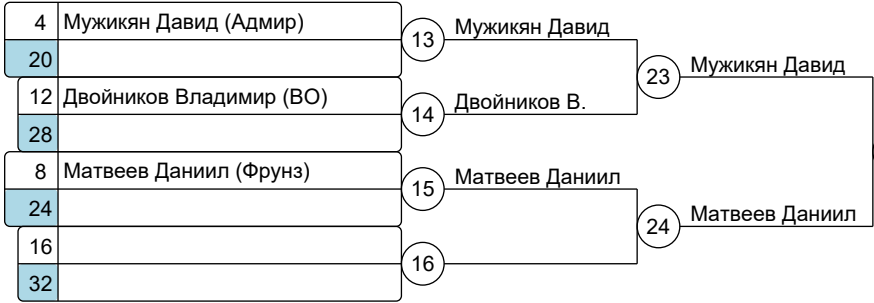 4 Мужикян Давид (Адмир)
20
13 Мужикян Давид
12 Двойников Владимир (ВО)
28
14 Двойников В.
23 Мужикян Давид
8 Матвеев Даниил (Фрунз)
24
15 Матвеев Даниил
16
32
16
24 Матвеев Даниил